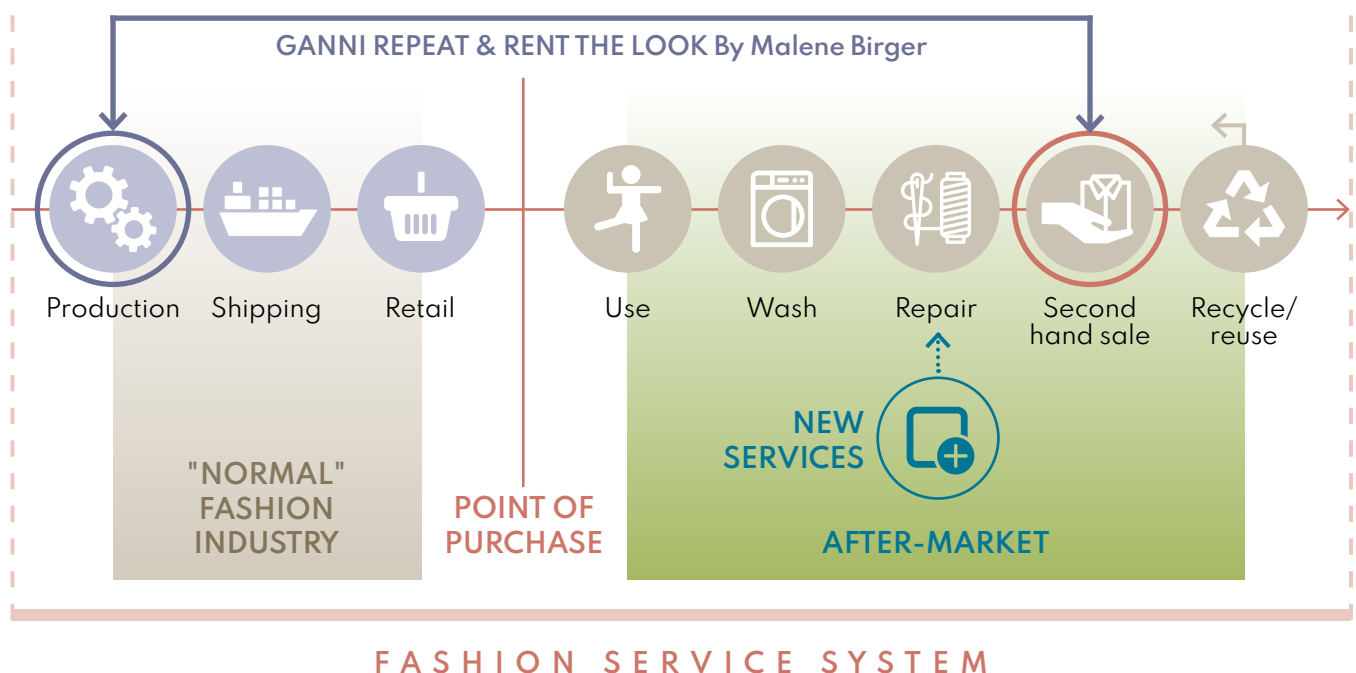 GANNI REPEAT & RENT THE LOOK By Malene Birger
Production
Shipping
Retail
Use
Wash
Repair
Second
hand sale
Recycle/
reuse
"NORMAL"
FASHION
INDUSTRY
POINT OF
PURCHASE
NEW
SERVICES
AFTER-MARKET
FASHION SERVICE SYSTEM